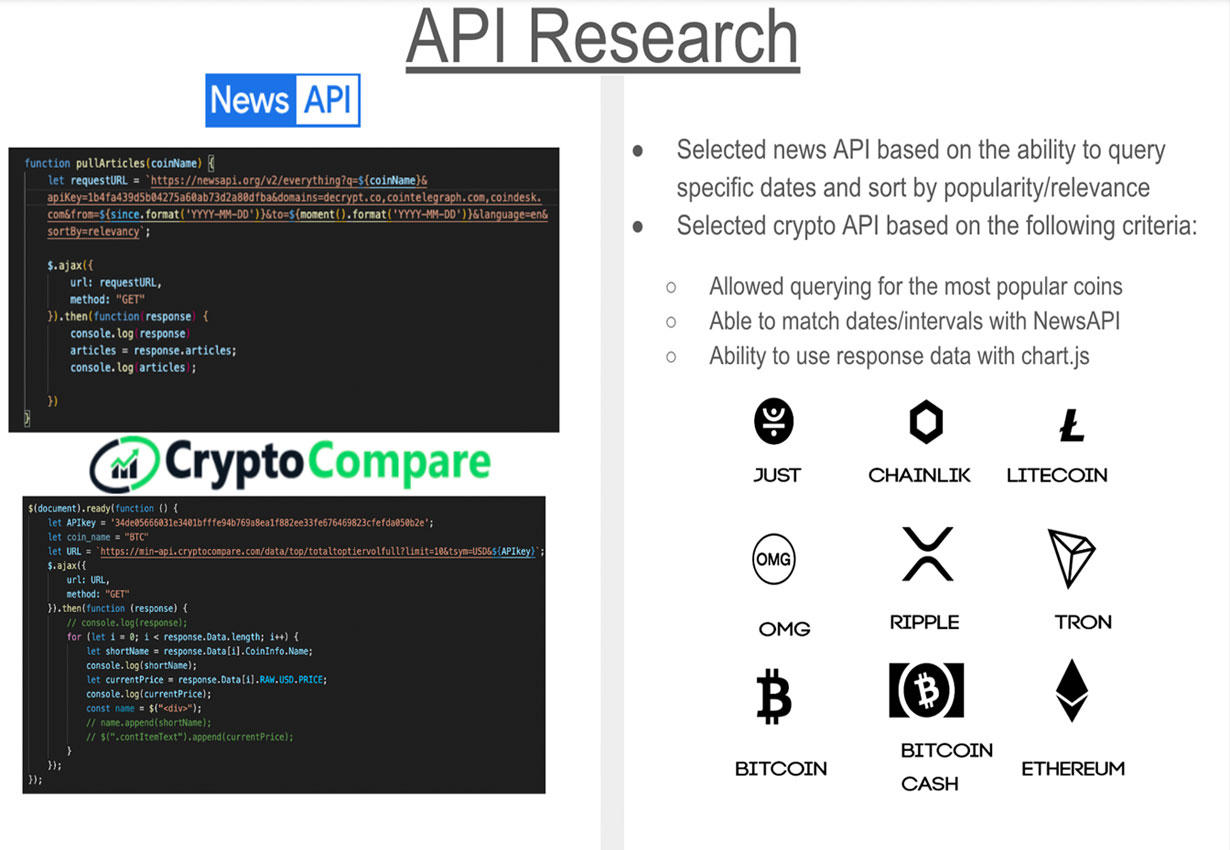 API Research
News API
function pullArticles(coinName) {
let requestURL = `https://newsapi.org/v2/everything?q=${coinName}&
apiKey=1b4fa439d5b04275a60ab73d2a80dfba&domains=decrypt.co,cointelegraph.com,coindesk.
com&from=${since.format('YYYY-MM-DD')}&to=${moment().format('YYYY-MM-DD')}&language=en&
sortBy=relevancy`;
$.ajax({
url: requestURL,
method: "GET"
}).then(function(response) {
console.log(response)
articles = response.articles;
console.log(articles);
})
}
CryptoCompare
$(document).ready(function () {
let APIkey = '34de05666031e3401bfffe94b769a8ea1f882ee33fe676469823cfefda050b2e';
let coin_name = "BTC"
let URL = `https://min-api.cryptocompare.com/data/top/totaltoptiervolfull?limit=10&tsym=USD&${APIkey}`;
$.ajax({
url: URL,
method: "GET"
}).then(function (response) {
// console.log(response);
for (let i = 0; i < response.Data.length; i++) {
let shortName = response.Data[i].CoinInfo.Name;
console.log(shortName);
let currentPrice = response.Data[i].RAW.USD.PRICE;
console.log(currentPrice);
const name = $("<div>");
// name.append(shortName);
// $(".contItemText").append(currentPrice);
}
});
});
● Selected news API based on the ability to query
specific dates and sort by popularity/relevance
● Selected crypto API based on the following criteria:
○ Allowed querying for the most popular coins
○ Able to match dates/intervals with NewsAPI
○ Ability to use response data with chart.js
JUST CHAINLIK LITECOIN
OMG
OMG RIPPLE TRON
BITCOIN BITCOIN ETHEREUM
CASH